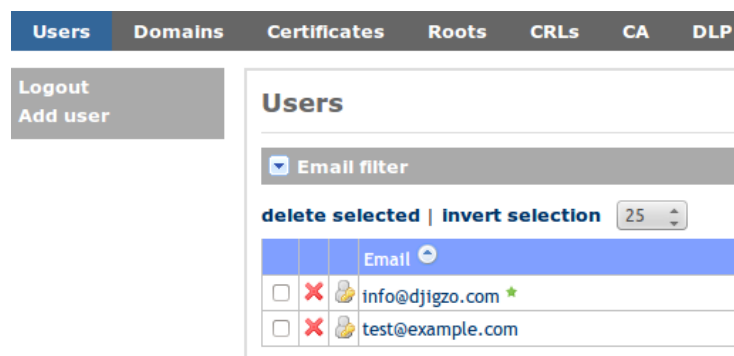 Users Domains Certificates Roots CRLs CA DLP
Logout
Add user
Users
Email filter
delete selected | invert selection 25
Email
info@djigzo.com
test@example.com